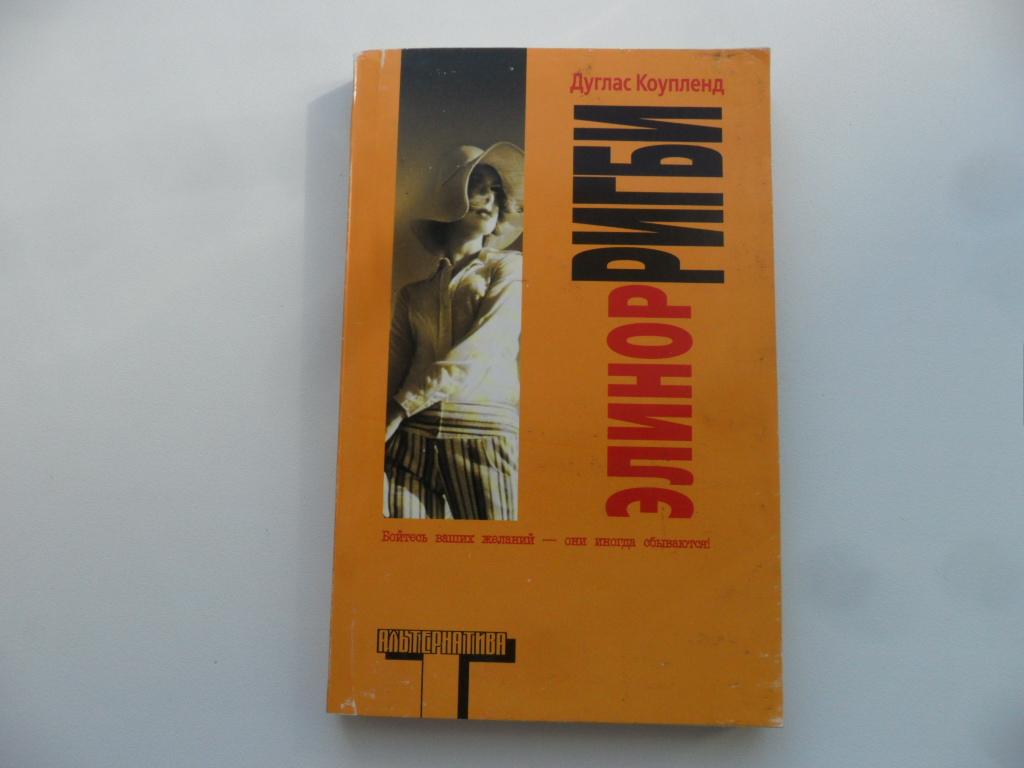 Дуглас Коупленд
ЭЛИНОР РИГБИ
Бойтесь ваших желаний — они иногда сбываются!
АЛЬТЕРНАТИВА